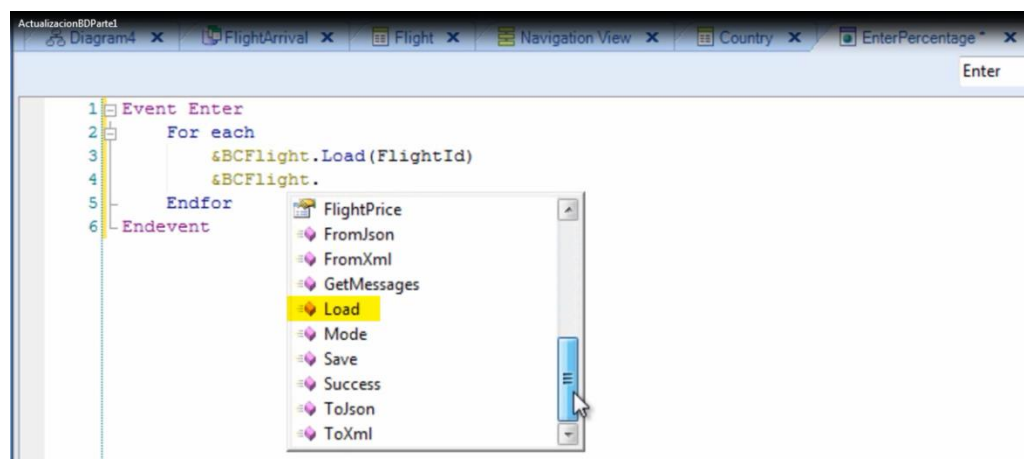 ActualizacionBDParte1
Diagram4 x FlightArrival x Flight x Navigation View x Country x EnterPercentage * x
Enter
1 Event Enter
2 For each
3 &BCFlight.Load(FlightId)
4 &BCFlight.
5 Endfor
6 Endevent
FlightPrice
FromJson
FromXml
GetMessages
Load
Mode
Save
Success
ToJson
ToXml